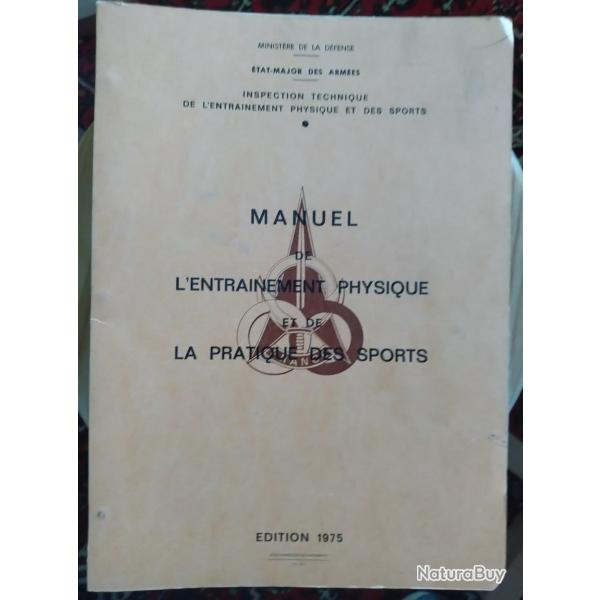 MINISTÈRE DE LA DÉFENSE
ÉTAT-MAJOR DES ARMÉES
INSPECTION TECHNIQUE
DE L'ENTRAINEMENT PHYSIQUE ET DES SPORTS
MANUEL
DE
L'ENTRAINEMENT PHYSIQUE
ET DE
LA PRATIQUE DES SPORTS
EDITION 1975
NaturaBuy